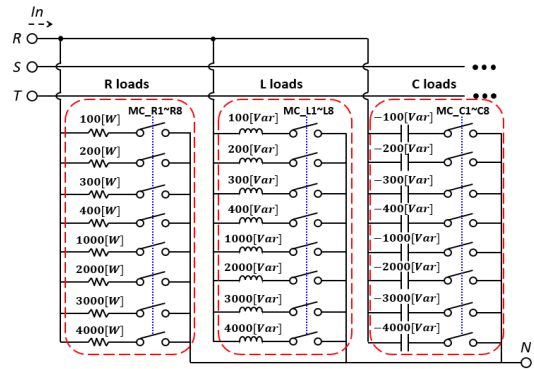 In
R
S
T
R loads
L loads
C loads
MC_R1~R8
100[W]
200[W]
300[W]
400[W]
1000[W]
2000[W]
3000[W]
4000[W]
MC_L1~L8
100[Var]
200[Var]
300[Var]
400[Var]
1000[Var]
2000[Var]
3000[Var]
4000[Var]
MC_C1~C8
−100[Var]
−200[Var]
−300[Var]
−400[Var]
−1000[Var]
−2000[Var]
−3000[Var]
−4000[Var]
N